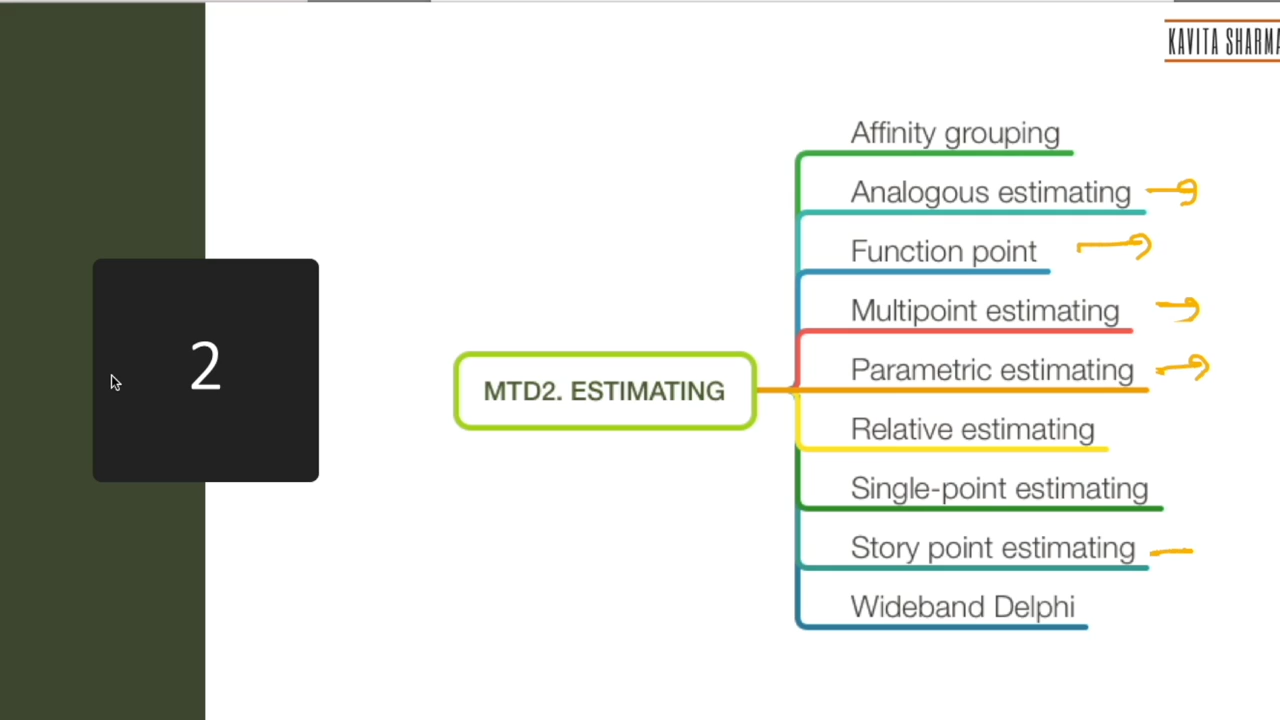 KAVITA SHARMA
Affinity grouping
Analogous estimating
Function point
Multipoint estimating
2
Parametric estimating
MTD2. ESTIMATING
Relative estimating
Single-point estimating
Story point estimating
Wideband Delphi